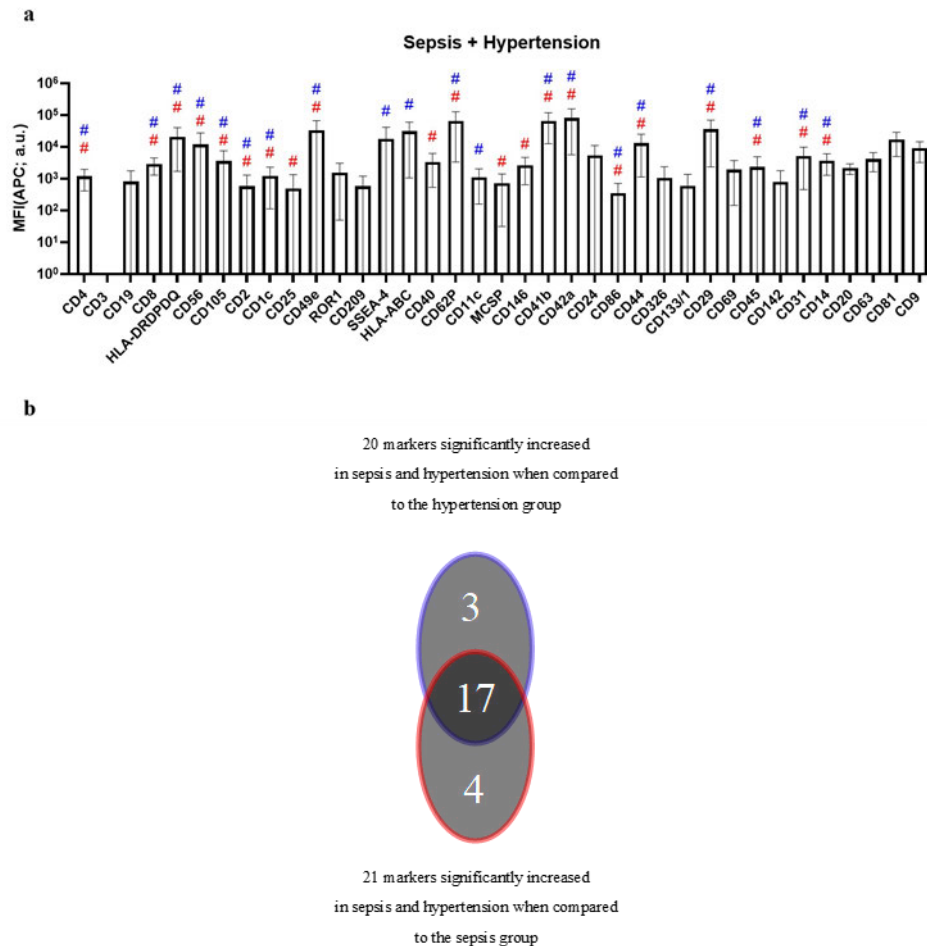 a
Sepsis + Hypertension
MFI(APC; a.u.)
10⁶
10⁵
10⁴
10³
10²
10¹
10⁰
# # # # # # # # # # # # # # # # # # # #
# # # # # # # # # # # # # # # # # # # # #
CD4
CD3
CD19
CD8
HLA-DRDPDQ
CD56
CD105
CD2
CD1c
CD25
CD49e
ROR1
CD209
SSEA-4
HLA-ABC
CD40
CD62P
CD11c
MCSP
CD146
CD41b
CD42a
CD24
CD86
CD44
CD326
CD133/1
CD29
CD69
CD45
CD142
CD31
CD14
CD20
CD63
CD81
CD9
b
20 markers significantly increased
in sepsis and hypertension when compared
to the hypertension group
3
17
4
21 markers significantly increased
in sepsis and hypertension when compared
to the sepsis group